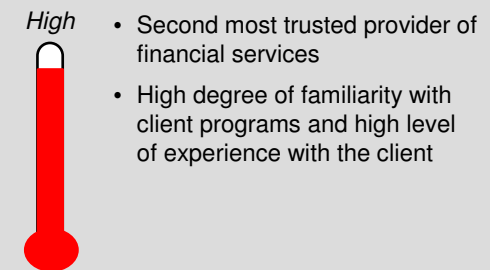 High
• Second most trusted provider of
financial services
• High degree of familiarity with
client programs and high level
of experience with the client